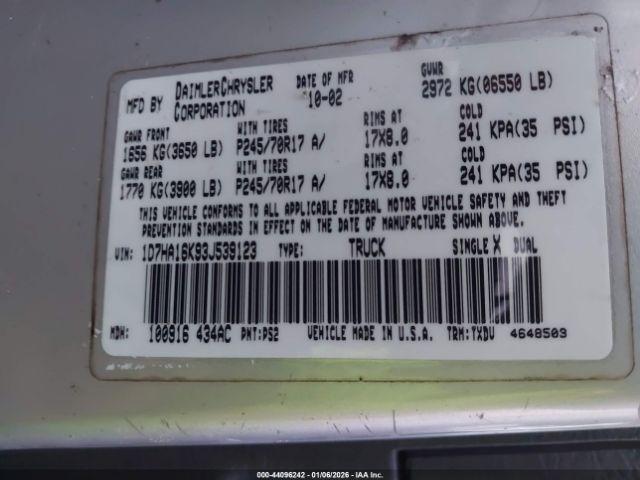 MFD BY DAIMLERCHRYSLER CORPORATION DATE OF MFR 10-02 GVWR 2972 KG(06550 LB)
GAWR FRONT WITH TIRES RIMS AT COLD
1656 KG(3650 LB) P245/70R17 A/ 17X8.0 241 KPA(35 PSI)
GAWR REAR WITH TIRES RIMS AT COLD
1770 KG(3900 LB) P245/70R17 A/ 17X8.0 241 KPA(35 PSI)
THIS VEHICLE CONFORMS TO ALL APPLICABLE FEDERAL MOTOR VEHICLE SAFETY AND THEFT
PREVENTION STANDARDS IN EFFECT ON THE DATE OF MANUFACTURE SHOWN ABOVE.
VIN: 1D7HA16K93J539123 TYPE: TRUCK SINGLE X DUAL
MDH: 100916 434AC PNT:PS2 VEHICLE MADE IN U.S.A. TRM:TXDV 4648503
000-44096242 - 01/06/2026 - IAA Inc.